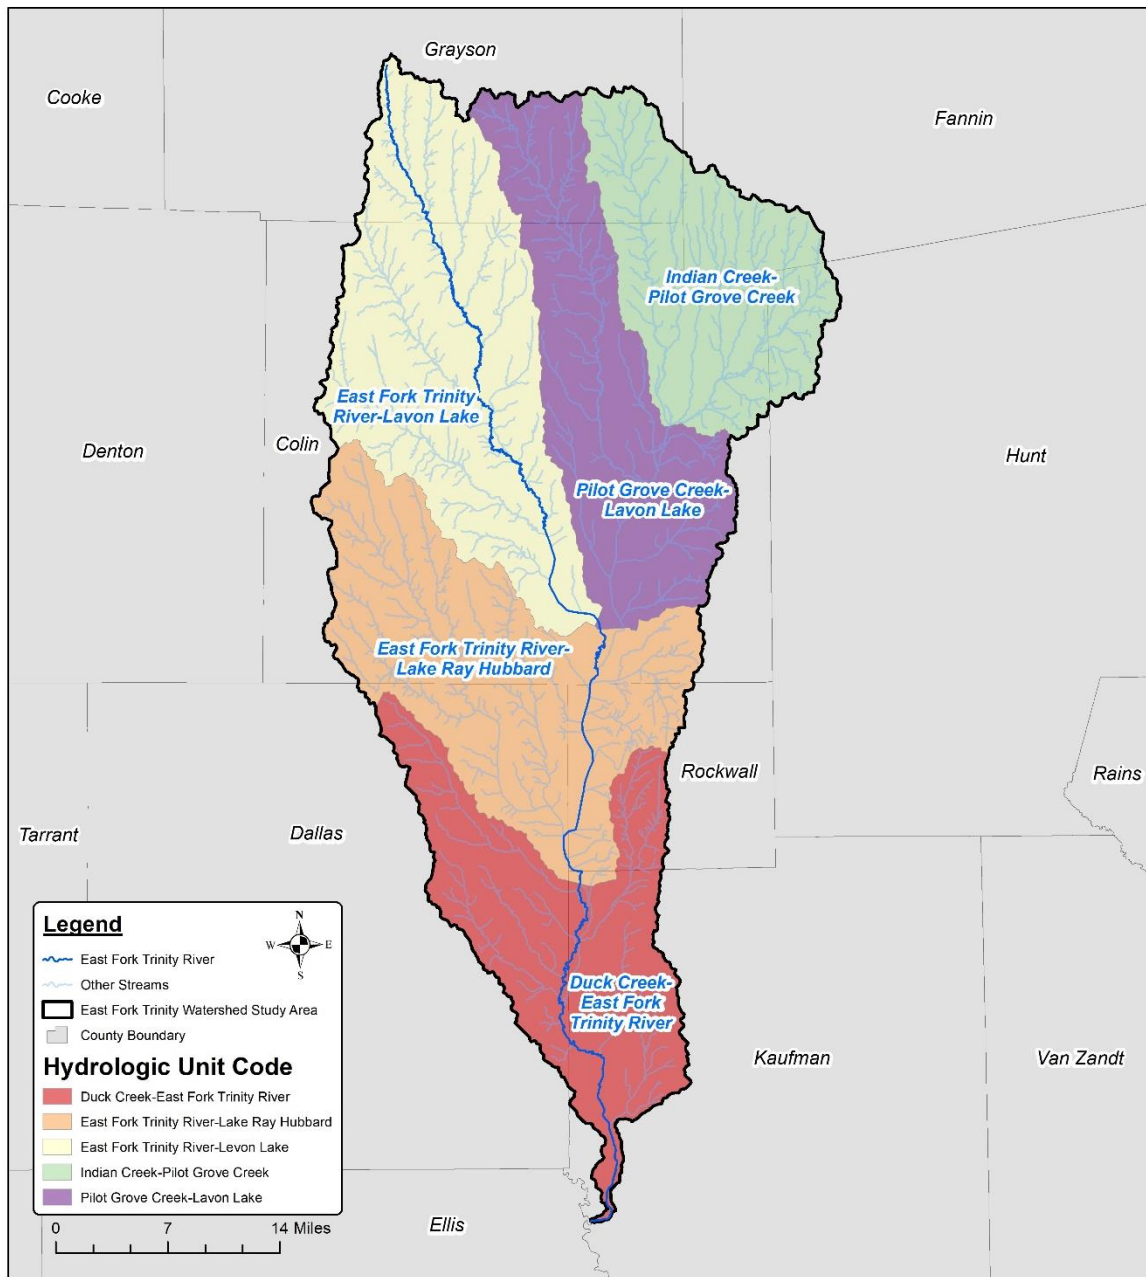 Grayson
Cooke
Fannin
Indian Creek-
Pilot Grove Creek
East Fork Trinity
River-Lavon Lake
Denton
Colin
Hunt
Pilot Grove Creek-
Lavon Lake
East Fork Trinity River-
Lake Ray Hubbard
Rockwall
Rains
Tarrant
Dallas
Duck Creek-
East Fork
Trinity River
Kaufman
Van Zandt
Ellis
Legend
N
W
E
S
East Fork Trinity River
Other Streams
East Fork Trinity Watershed Study Area
County Boundary
Hydrologic Unit Code
Duck Creek-East Fork Trinity River
East Fork Trinity River-Lake Ray Hubbard
East Fork Trinity River-Levon Lake
Indian Creek-Pilot Grove Creek
Pilot Grove Creek-Lavon Lake
0 7 14 Miles